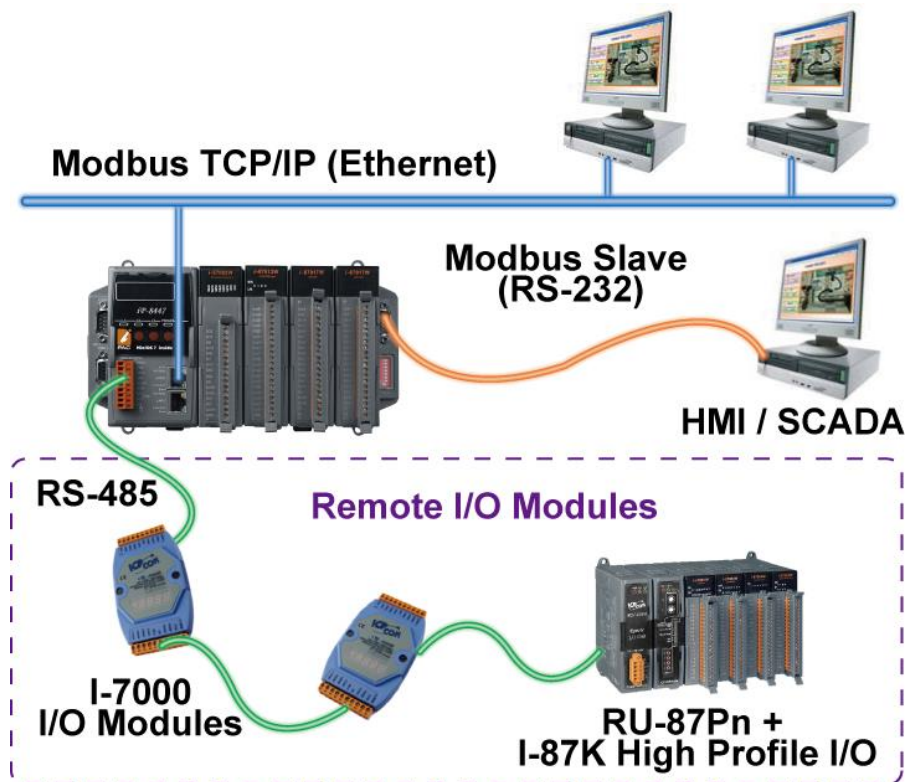 Modbus TCP/IP (Ethernet)
Modbus Slave
(RS-232)
HMI / SCADA
RS-485
Remote I/O Modules
I-7000
I/O Modules
RU-87Pn +
I-87K High Profile I/O